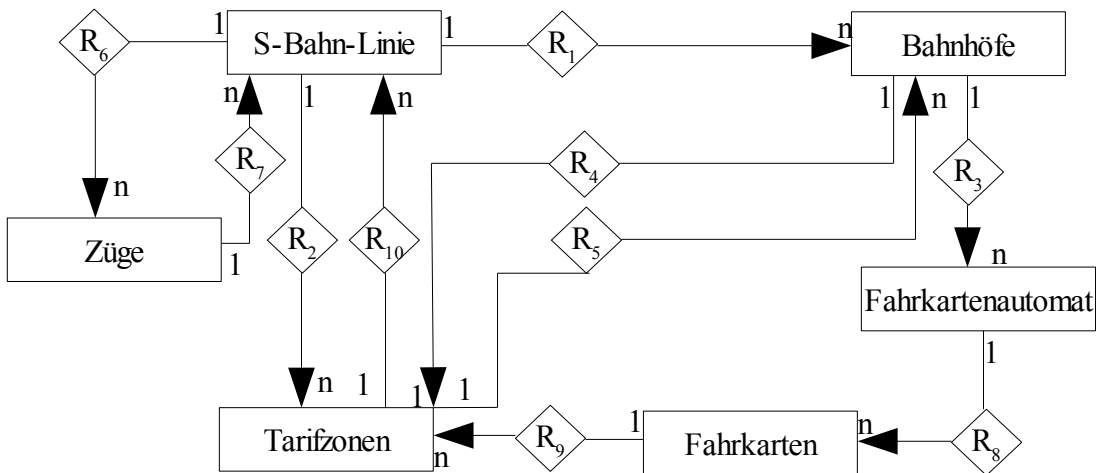 R6
1
S-Bahn-Linie
1
R1
n
Bahnhöfe
n
R7
1
n
1
n
1
R4
R3
n
Züge
1
R2
R10
R5
n
Fahrkartenautomat
1
n
1
1
1
Tarifzonen
n
R9
1
Fahrkarten
n
R8